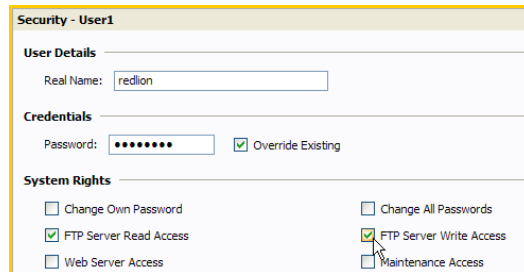 Security - User1
User Details
Real Name: redlion
Credentials
Password: •••••••• Override Existing
System Rights
Change Own Password Change All Passwords
FTP Server Read Access FTP Server Write Access
Web Server Access Maintenance Access